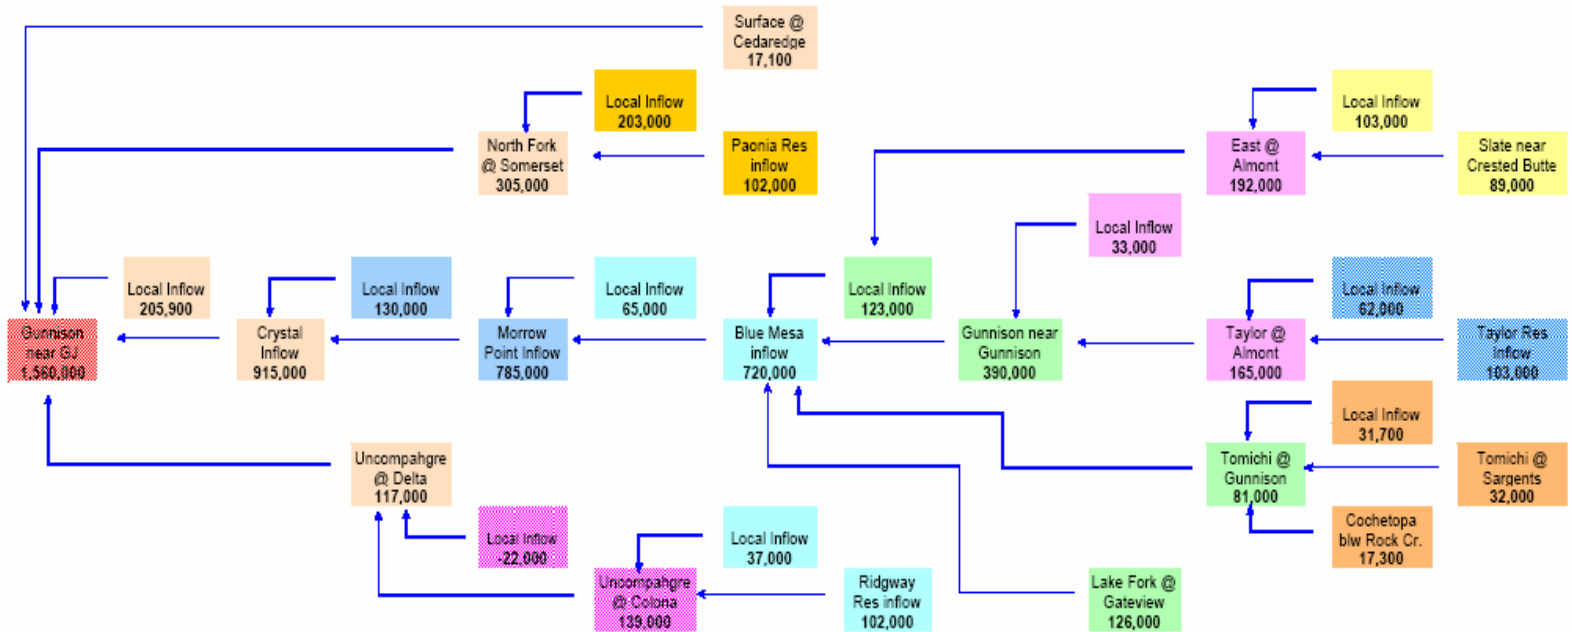 Surface @
Cedaredge
17,100
Local Inflow
203,000
North Fork
@ Somerset
305,000
Paonia Res
inflow
102,000
Local Inflow
103,000
East @
Almont
192,000
Slate near
Crested Butte
89,000
Local Inflow
33,000
Local Inflow
205,900
Local Inflow
130,000
Local Inflow
65,000
Local Inflow
123,000
Local Inflow
62,000
Gunnison
near GJ
1,560,000
Crystal
Inflow
915,000
Morrow
Point Inflow
785,000
Blue Mesa
inflow
720,000
Gunnison near
Gunnison
390,000
Taylor @
Almont
165,000
Taylor Res
Inflow
103,000
Local Inflow
31,700
Uncompahgre
@ Delta
117,000
Tomichi @
Gunnison
81,000
Tomichi @
Sargents
32,000
Local Inflow
-22,000
Local Inflow
37,000
Cochetopa
blw Rock Cr.
17,300
Uncompahgre
@ Colona
139,000
Ridgway
Res inflow
102,000
Lake Fork @
Gateview
126,000